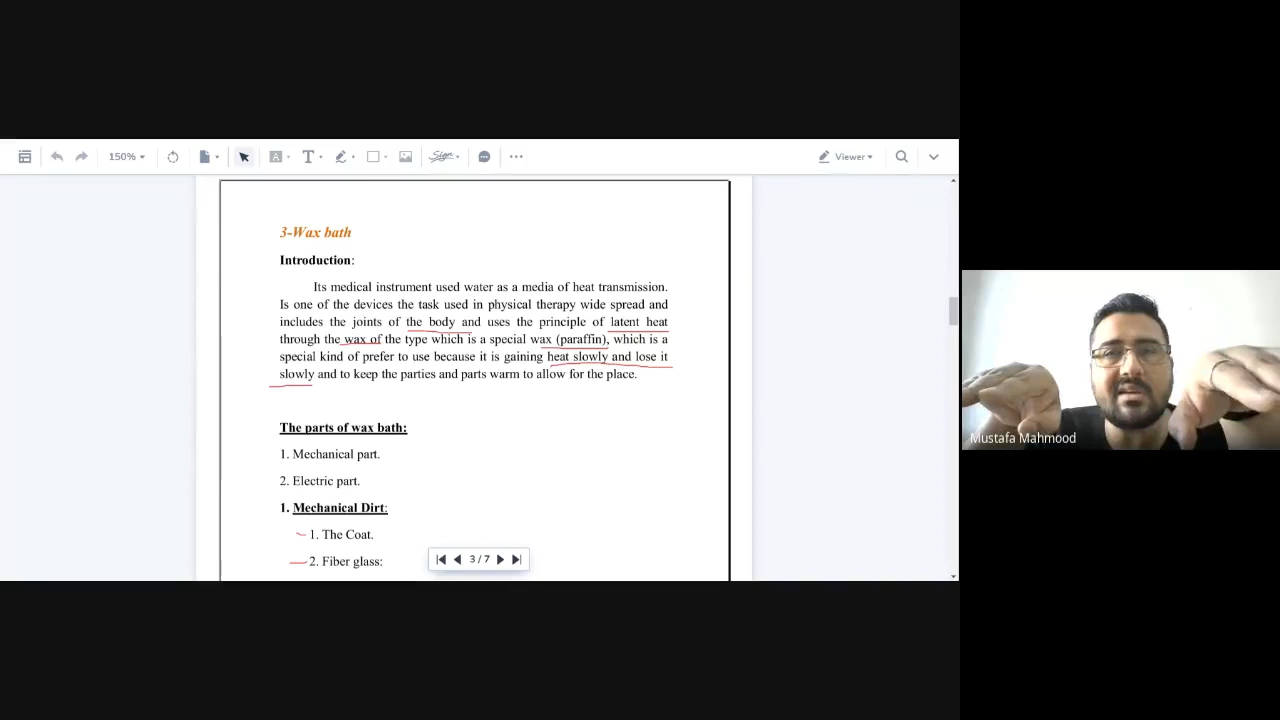 150%
Sign
Viewer
3-Wax bath
Introduction:
Its medical instrument used water as a media of heat transmission.
Is one of the devices the task used in physical therapy wide spread and
includes the joints of the body and uses the principle of latent heat
through the wax of the type which is a special wax (paraffin), which is a
special kind of prefer to use because it is gaining heat slowly and lose it
slowly and to keep the parties and parts warm to allow for the place.
The parts of wax bath:
1. Mechanical part.
2. Electric part.
1. Mechanical Dirt:
1. The Coat.
2. Fiber glass:
3 / 7
Mustafa Mahmood